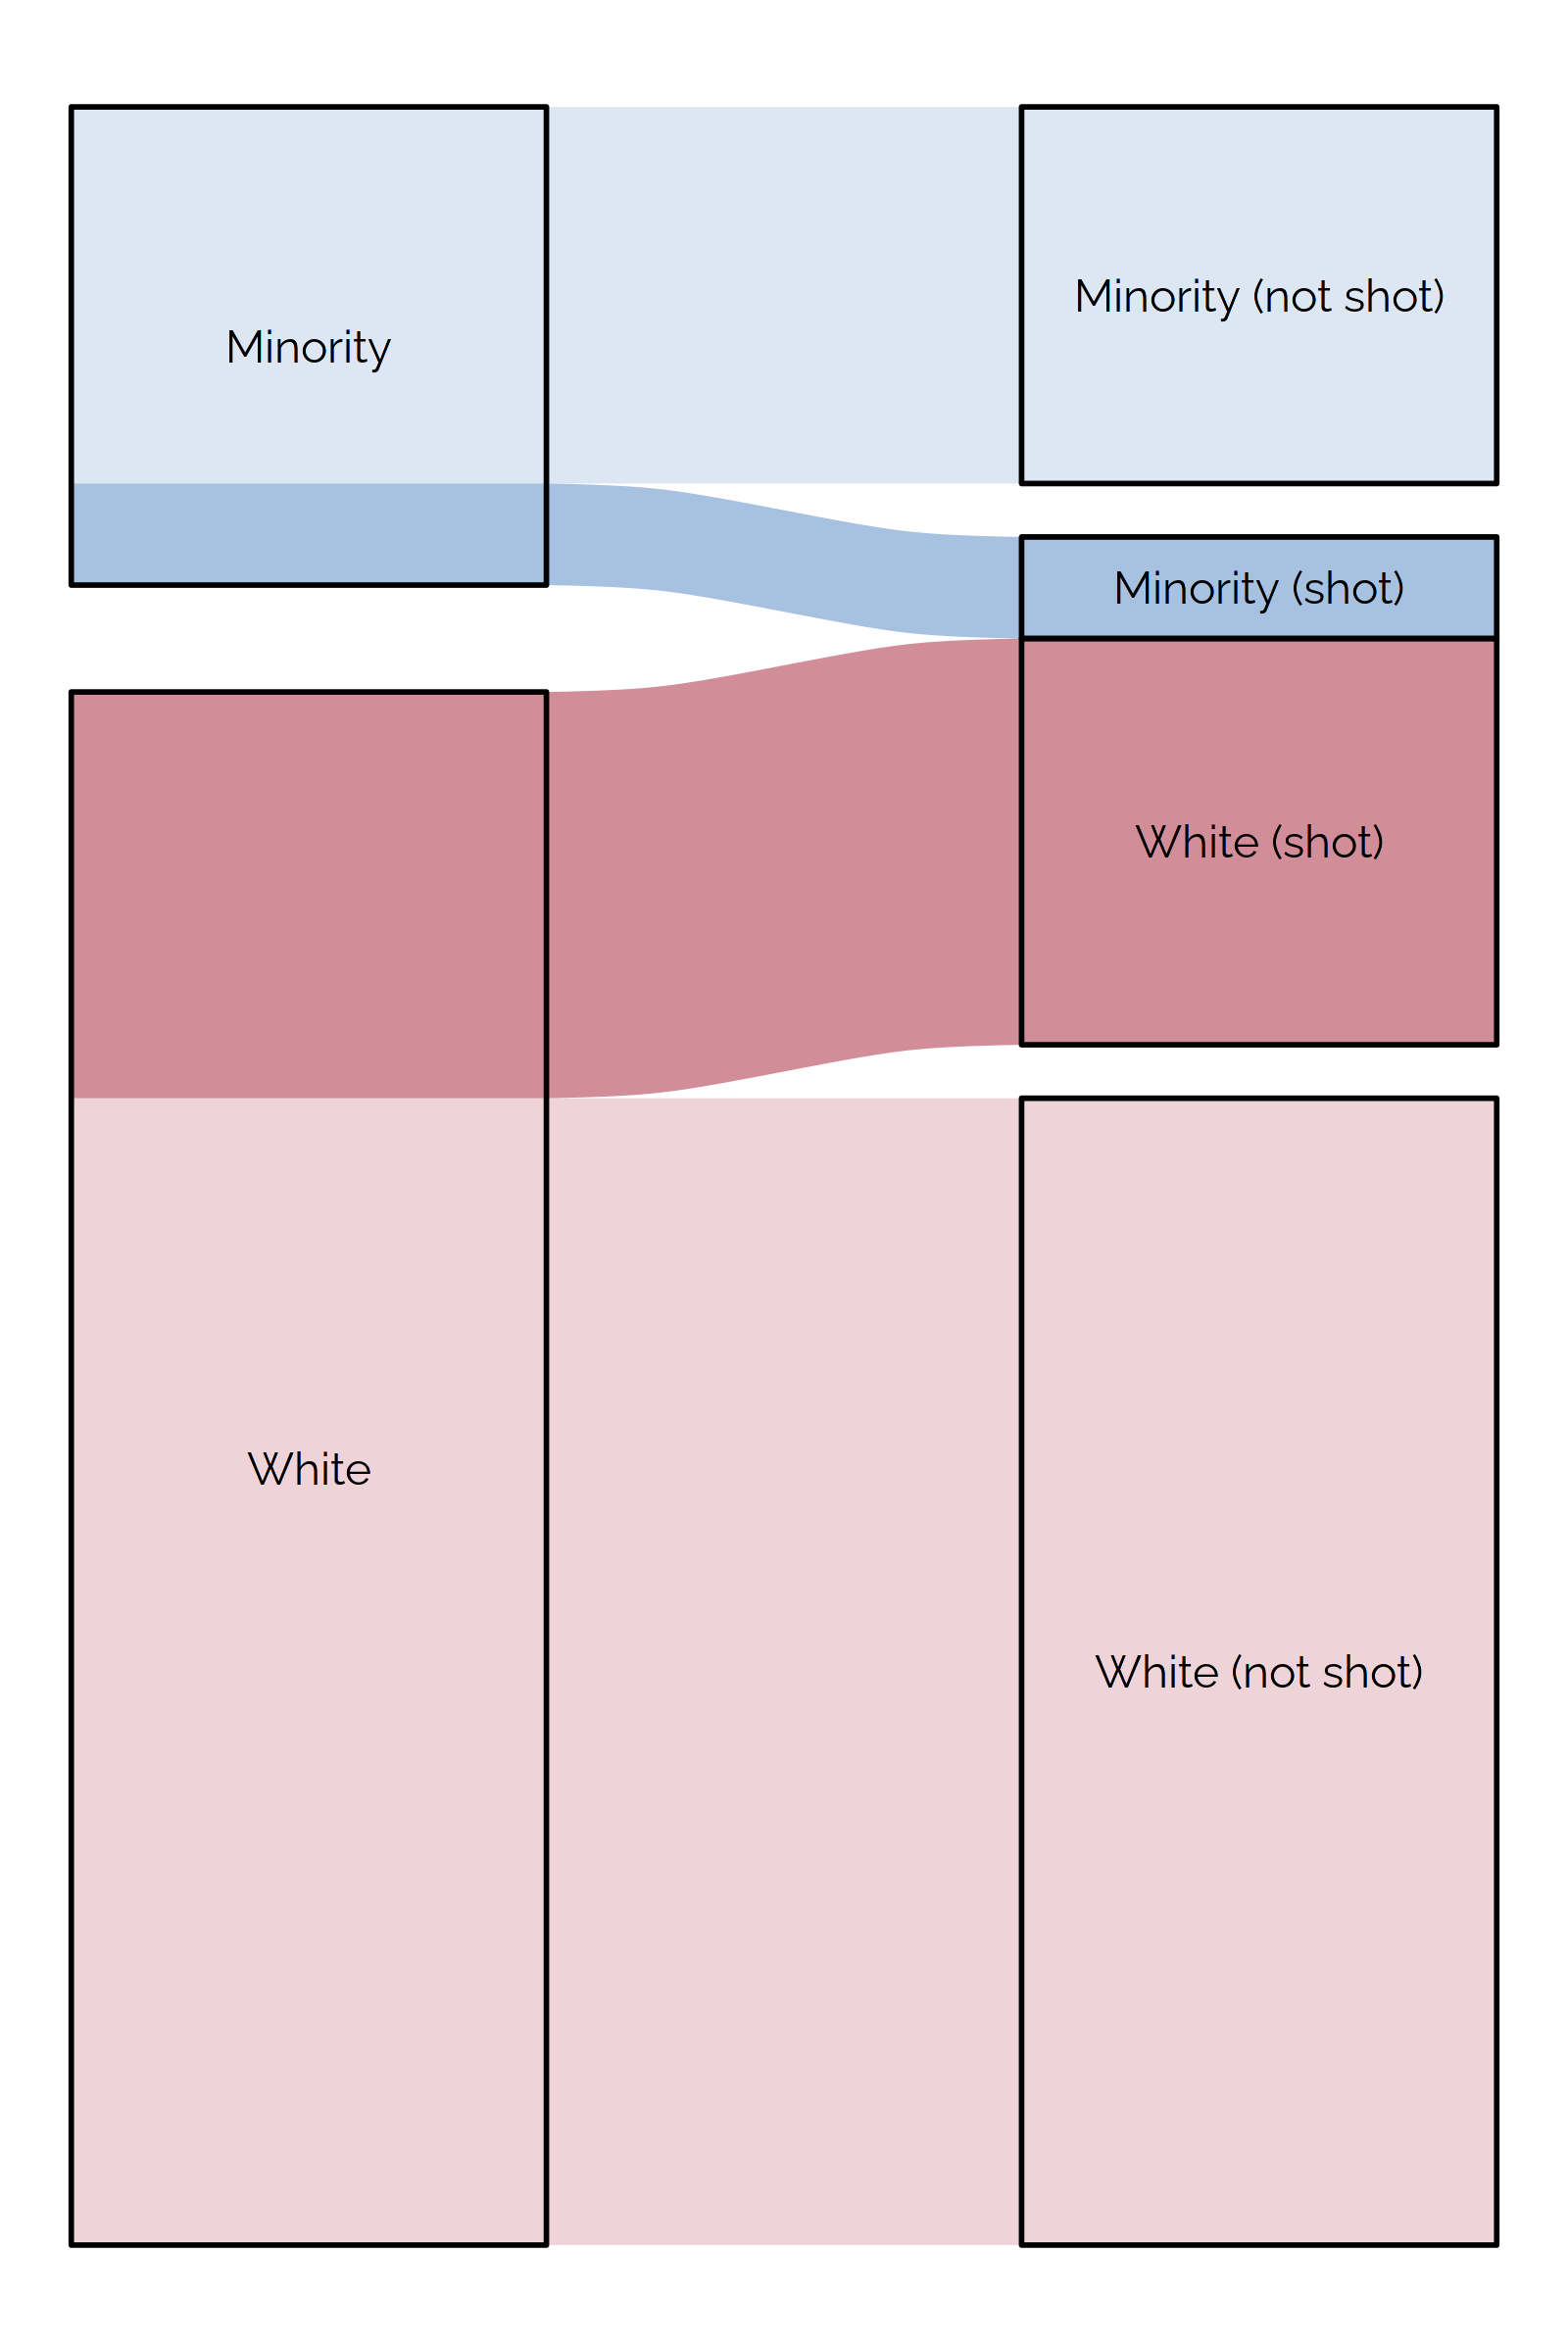 Minority
Minority (not shot)
Minority (shot)
White (shot)
White
White (not shot)